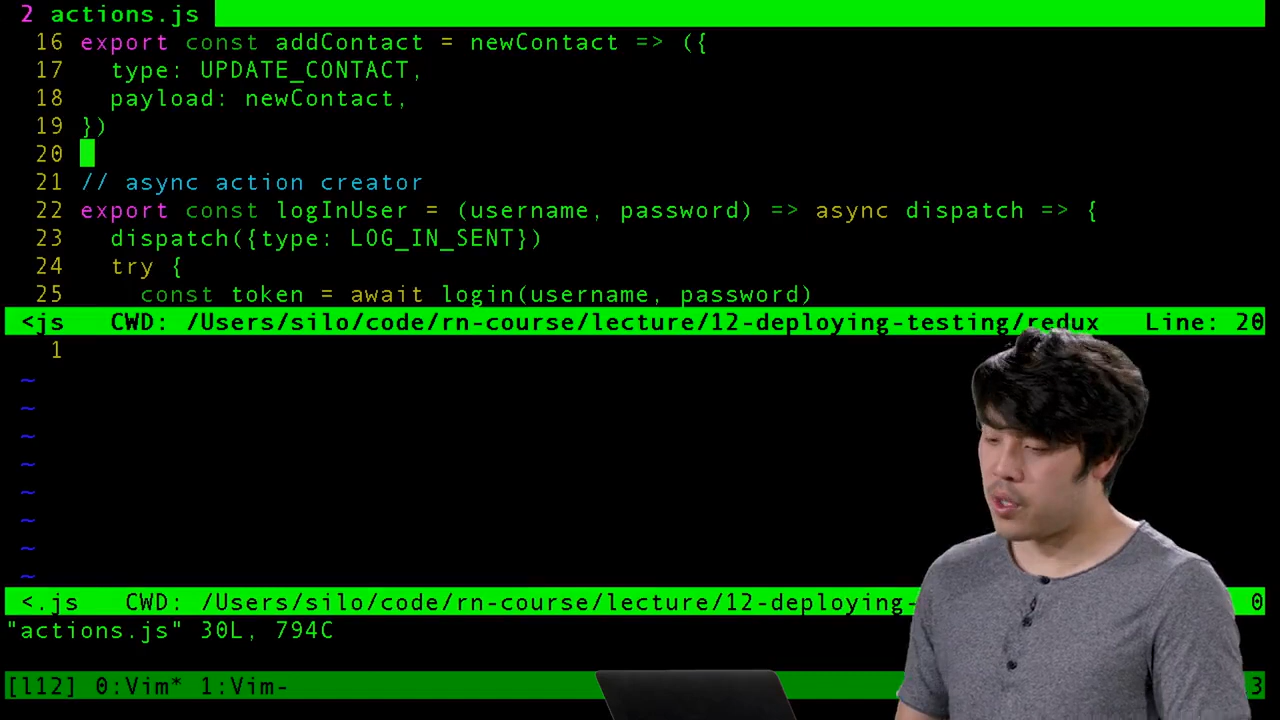 2 actions.js
16 export const addContact = newContact => ({
17 type: UPDATE_CONTACT,
18 payload: newContact,
19 })
20
21 // async action creator
22 export const logInUser = (username, password) => async dispatch => {
23 dispatch({type: LOG_IN_SENT})
24 try {
25 const token = await login(username, password)
<js CWD: /Users/silo/code/rn-course/lecture/12-deploying-testing/redux Line: 20
1
~
~
~
~
~
~
~
~
<.js CWD: /Users/silo/code/rn-course/lecture/12-deploying- 0
"actions.js" 30L, 794C
[l12] 0:Vim* 1:Vim- 3